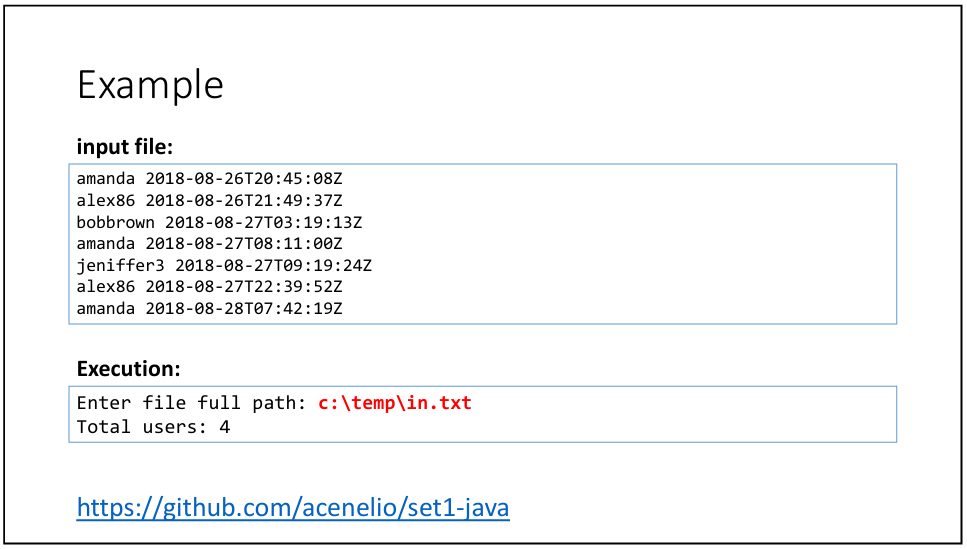 Example
input file:
amanda 2018-08-26T20:45:08Z
alex86 2018-08-26T21:49:37Z
bobbrown 2018-08-27T03:19:13Z
amanda 2018-08-27T08:11:00Z
jeniffer3 2018-08-27T09:19:24Z
alex86 2018-08-27T22:39:52Z
amanda 2018-08-28T07:42:19Z
Execution:
Enter file full path: c:\temp\in.txt
Total users: 4
https://github.com/acenelio/set1-java